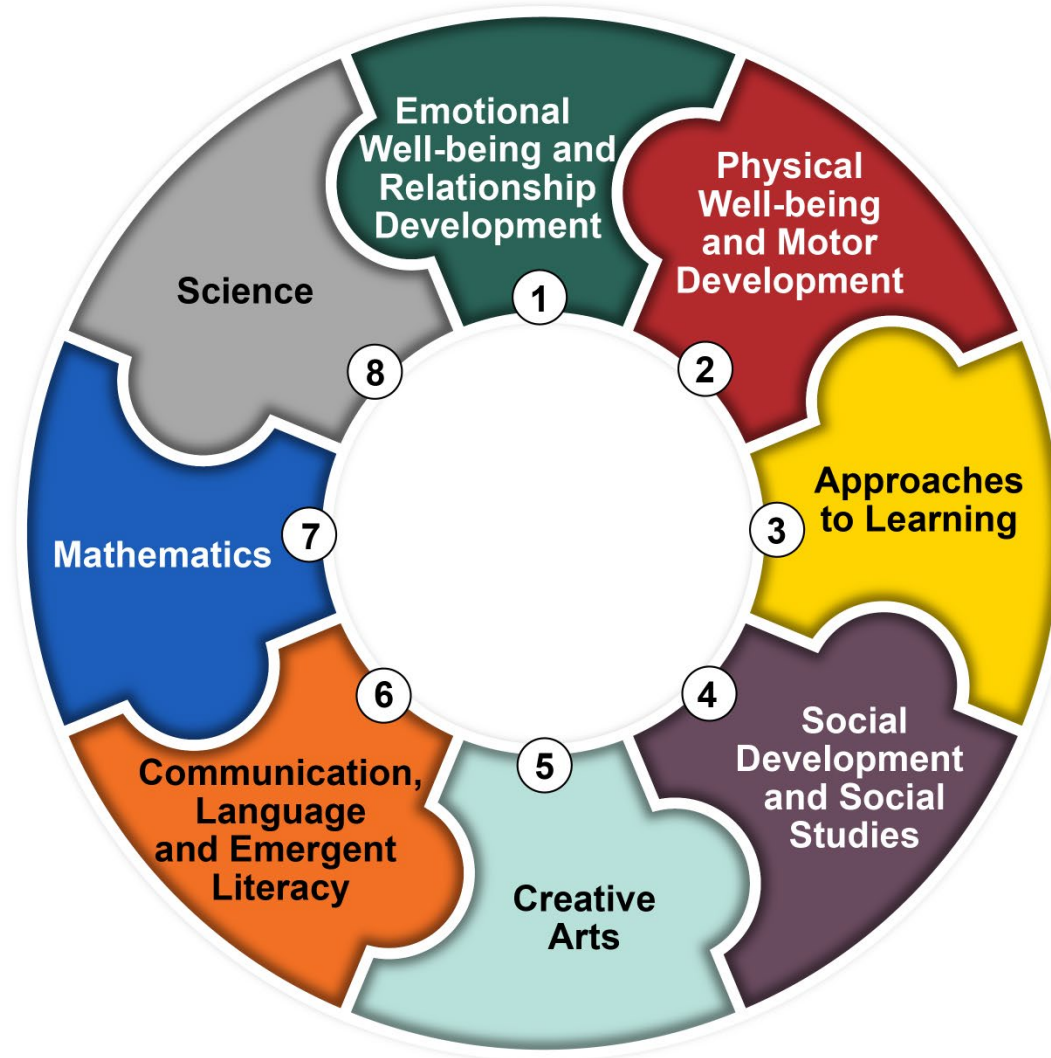 Emotional
Well-being and
Relationship
Development
1
Physical
Well-being
and Motor
Development
2
Approaches
to Learning
3
Social
Development
and Social
Studies
4
Creative
Arts
5
Communication,
Language
and Emergent
Literacy
6
Mathematics
7
Science
8